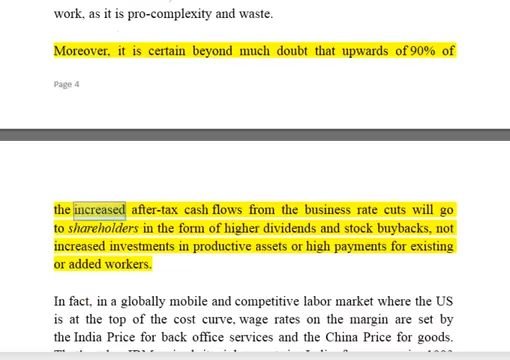 work, as it is pro-complexity and waste.
Moreover, it is certain beyond much doubt that upwards of 90% of
Page 4
the increased after-tax cash flows from the business rate cuts will go
to shareholders in the form of higher dividends and stock buybacks, not
increased investments in productive assets or high payments for existing
or added workers.
In fact, in a globally mobile and competitive labor market where the US
is at the top of the cost curve, wage rates on the margin are set by
the India Price for back office services and the China Price for goods.